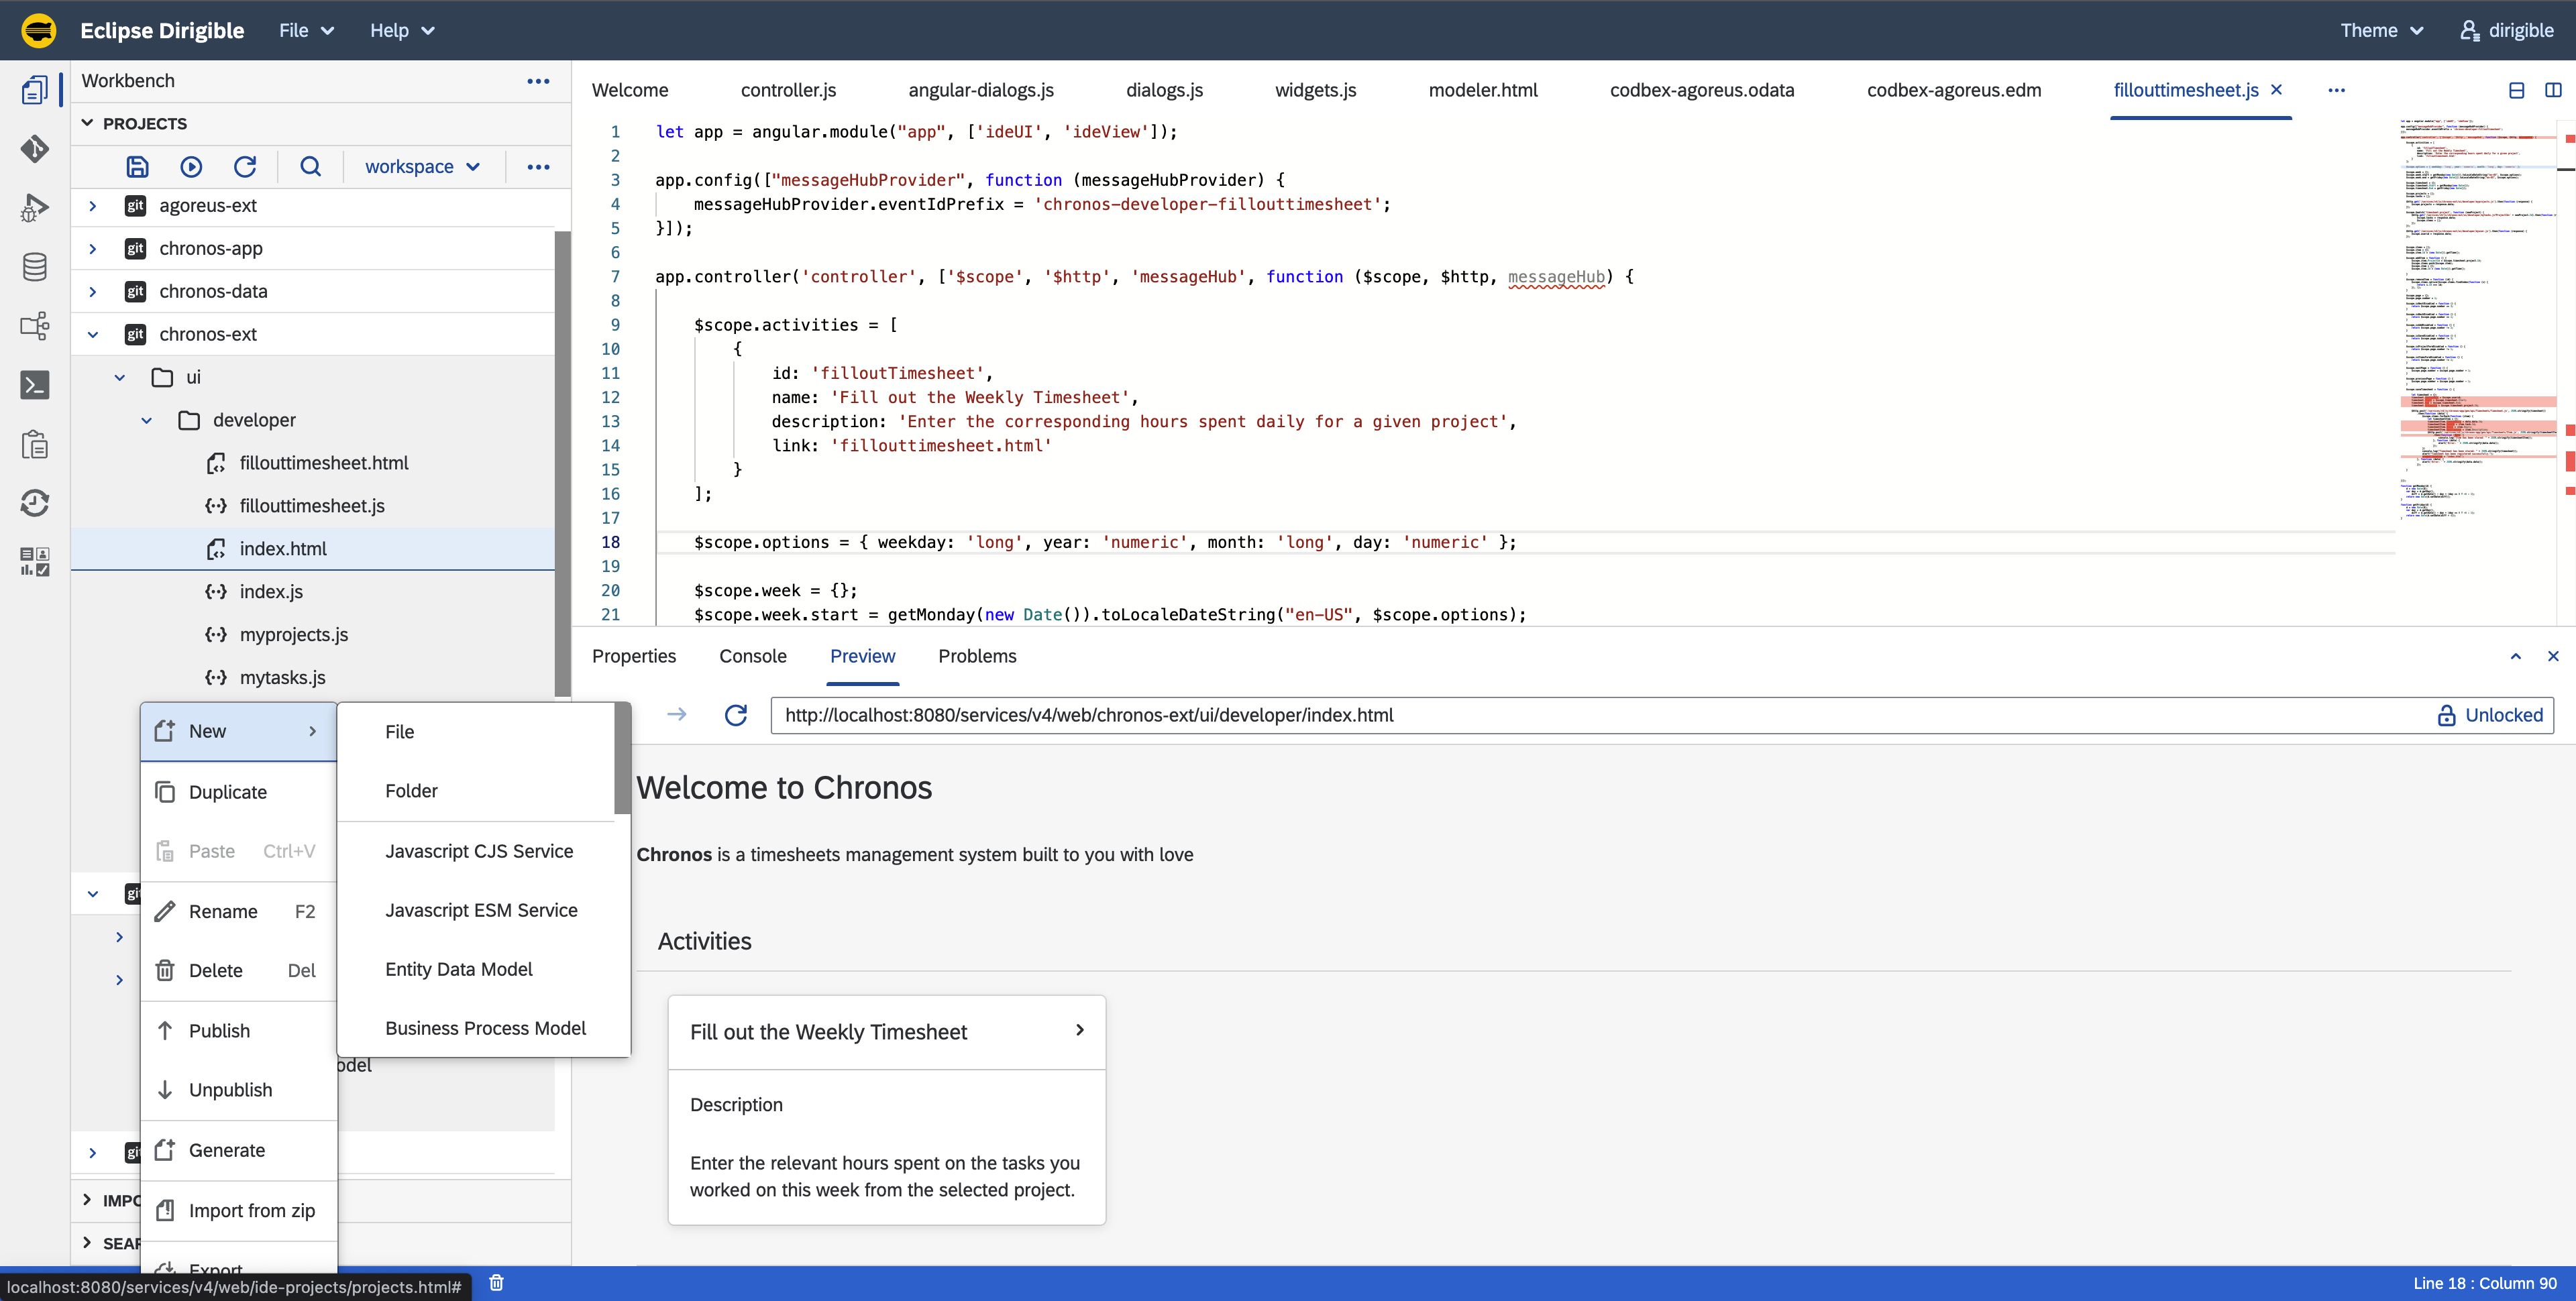 Eclipse Dirigible File Help Theme dirigible
Workbench
PROJECTS
workspace
git agoreus-ext
git chronos-app
git chronos-data
git chronos-ext
ui
developer
fillouttimesheet.html
fillouttimesheet.js
index.html
index.js
myprojects.js
mytasks.js
New
Duplicate
Paste Ctrl+V
Rename F2
Delete Del
Publish
Unpublish
Generate
Import from zip
Export
File
Folder
Javascript CJS Service
Javascript ESM Service
Entity Data Model
Business Process Model
odel
IMPO
SEAR
Welcome controller.js angular-dialogs.js dialogs.js widgets.js modeler.html codbex-agoreus.odata codbex-agoreus.edm fillouttimesheet.js
1 let app = angular.module("app", ['ideUI', 'ideView']);
2
3 app.config(["messageHubProvider", function (messageHubProvider) {
4 messageHubProvider.eventIdPrefix = 'chronos-developer-fillouttimesheet';
5 }]);
6
7 app.controller('controller', ['$scope', '$http', 'messageHub', function ($scope, $http, messageHub) {
8
9 $scope.activities = [
10 {
11 id: 'filloutTimesheet',
12 name: 'Fill out the Weekly Timesheet',
13 description: 'Enter the corresponding hours spent daily for a given project',
14 link: 'fillouttimesheet.html'
15 }
16 ];
17
18 $scope.options = { weekday: 'long', year: 'numeric', month: 'long', day: 'numeric' };
19
20 $scope.week = {};
21 $scope.week.start = getMonday(new Date()).toLocaleDateString("en-US", $scope.options);
Properties Console Preview Problems
http://localhost:8080/services/v4/web/chronos-ext/ui/developer/index.html Unlocked
Welcome to Chronos
Chronos is a timesheets management system built to you with love
Activities
Fill out the Weekly Timesheet
Description
Enter the relevant hours spent on the tasks you
worked on this week from the selected project.
localhost:8080/services/v4/web/ide-projects/projects.html#
Line 18 : Column 90